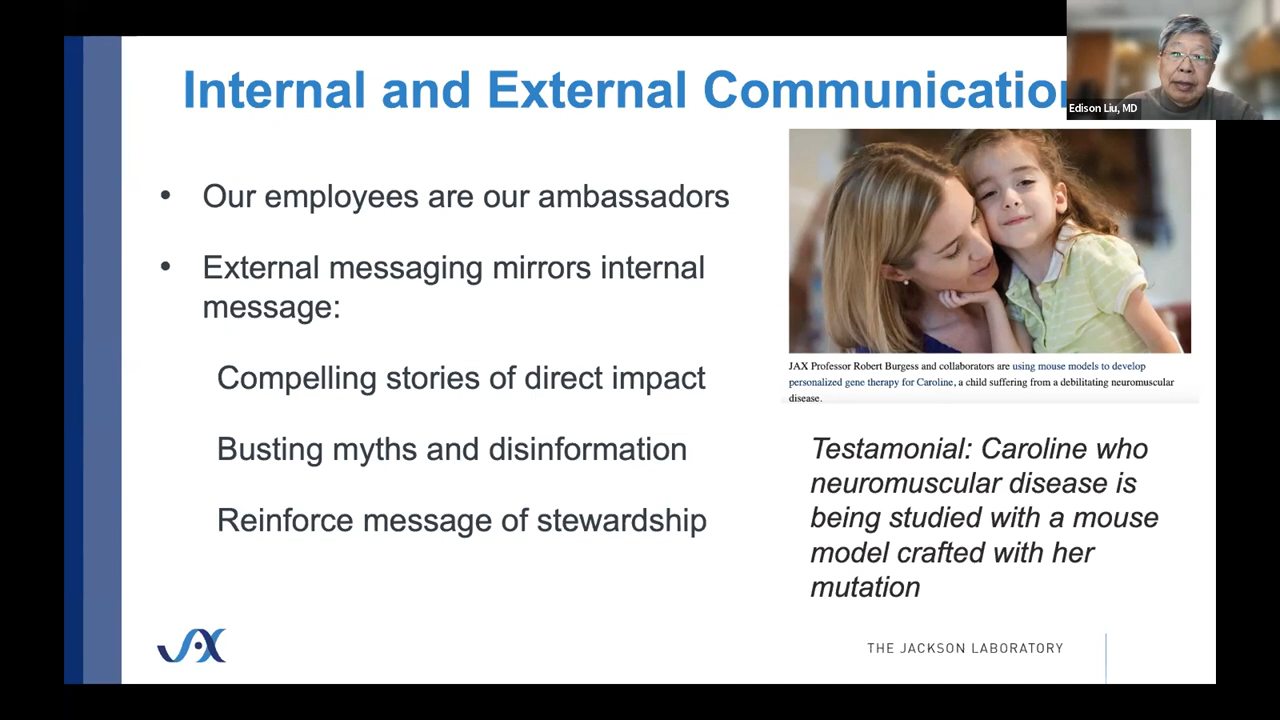 Internal and External Communication
Edison Liu, MD
• Our employees are our ambassadors
• External messaging mirrors internal
message:
Compelling stories of direct impact
Busting myths and disinformation
Reinforce message of stewardship
JAX Professor Robert Burgess and collaborators are using mouse models to develop
personalized gene therapy for Caroline, a child suffering from a debilitating neuromuscular
disease.
Testamonial: Caroline who
neuromuscular disease is
being studied with a mouse
model crafted with her
mutation
JAX
THE JACKSON LABORATORY